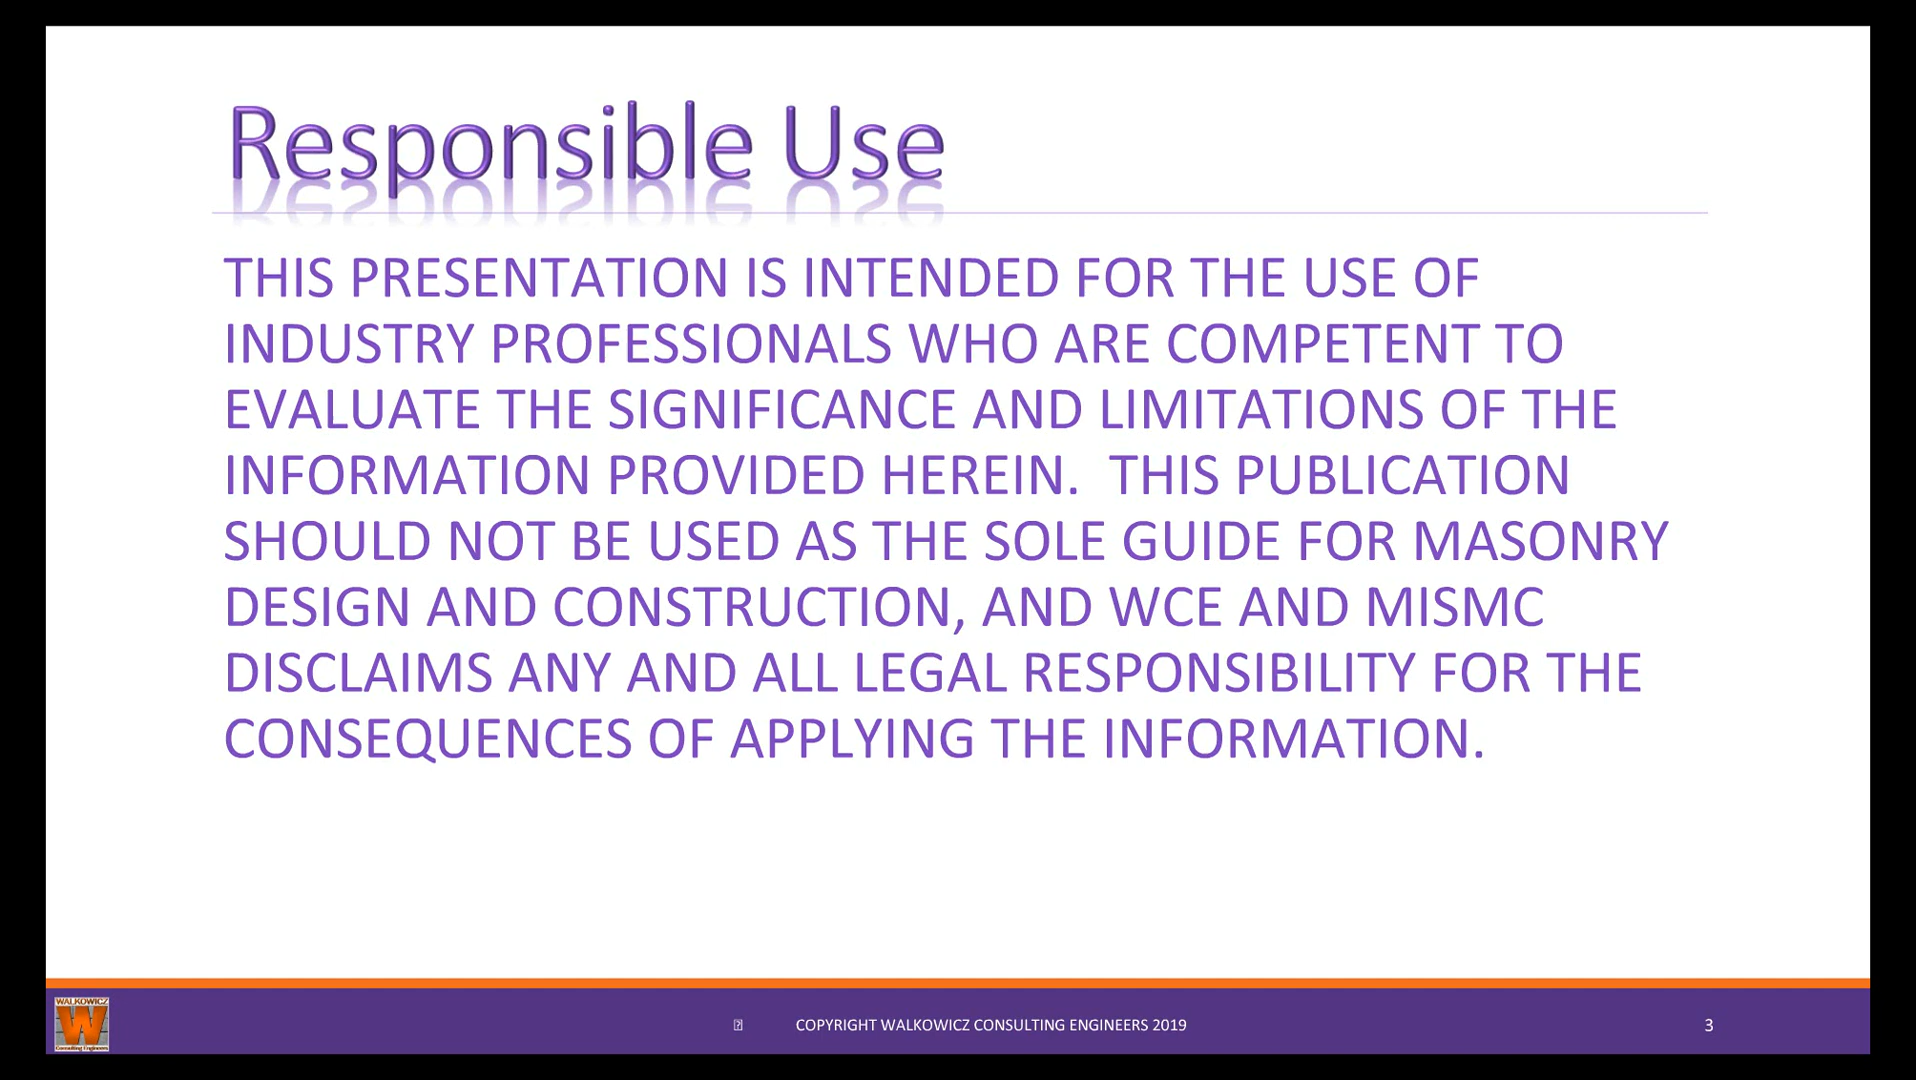 Responsible Use
THIS PRESENTATION IS INTENDED FOR THE USE OF
INDUSTRY PROFESSIONALS WHO ARE COMPETENT TO
EVALUATE THE SIGNIFICANCE AND LIMITATIONS OF THE
INFORMATION PROVIDED HEREIN.  THIS PUBLICATION
SHOULD NOT BE USED AS THE SOLE GUIDE FOR MASONRY
DESIGN AND CONSTRUCTION, AND WCE AND MISMC
DISCLAIMS ANY AND ALL LEGAL RESPONSIBILITY FOR THE
CONSEQUENCES OF APPLYING THE INFORMATION.
WALKOWICZ
W
Consulting Engineers
COPYRIGHT WALKOWICZ CONSULTING ENGINEERS 2019
3